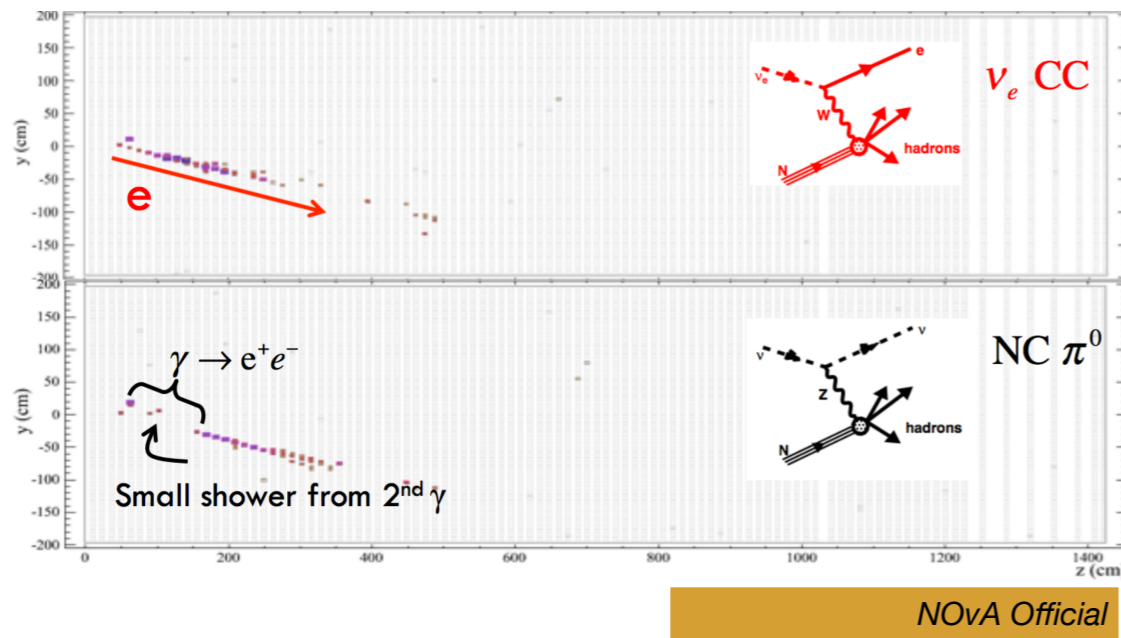 200
150
100
50
0
-50
-100
-150
-200
y (cm)
e
ν_e
e
W
N
hadrons
ν_e CC
200
150
100
50
0
-50
-100
-150
-200
y (cm)
γ → e⁺e⁻
Small shower from 2nd γ
ν
ν
Z
N
hadrons
NC π⁰
0
200
400
600
800
1000
1200
1400
z (cm
NOvA Official